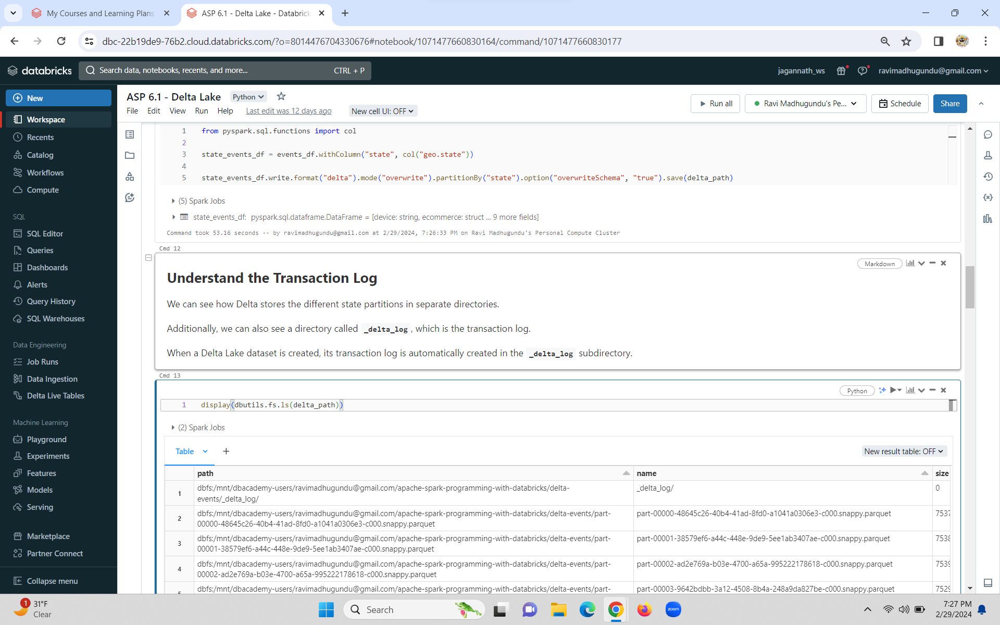 My Courses and Learning Plans
ASP 6.1 - Delta Lake - Databrick
dbc-22b19de9-76b2.cloud.databricks.com/?o=8014476704330676#notebook/1071477660830164/command/1071477660830177
databricks
Search data, notebooks, recents, and more...
CTRL + P
jagannath_ws
ravimadhugundu@gmail.com
New
Workspace
Recents
Catalog
Workflows
Compute
SQL
SQL Editor
Queries
Dashboards
Alerts
Query History
SQL Warehouses
Data Engineering
Job Runs
Data Ingestion
Delta Live Tables
Machine Learning
Playground
Experiments
Features
Models
Serving
Marketplace
Partner Connect
Collapse menu
ASP 6.1 - Delta Lake
Python
File Edit View Run Help Last edit was 12 days ago New cell UI: OFF
Run all
Ravi Madhugundu's Pe...
Schedule
Share
1 from pyspark.sql.functions import col
2
3 state_events_df = events_df.withColumn("state", col("geo.state"))
4
5 state_events_df.write.format("delta").mode("overwrite").partitionBy("state").option("overwriteSchema", "true").save(delta_path)
(5) Spark Jobs
state_events_df: pyspark.sql.dataframe.DataFrame = [device: string, ecommerce: struct ... 9 more fields]
Command took 53.16 seconds -- by ravimadhugundu@gmail.com at 2/29/2024, 7:26:33 PM on Ravi Madhugundu's Personal Compute Cluster
Cmd 12
Markdown
Understand the Transaction Log
We can see how Delta stores the different state partitions in separate directories.
Additionally, we can also see a directory called _delta_log, which is the transaction log.
When a Delta Lake dataset is created, its transaction log is automatically created in the _delta_log subdirectory.
Cmd 13
Python
1 display(dbutils.fs.ls(delta_path))
(2) Spark Jobs
Table
New result table: OFF
path name size
1 dbfs:/mnt/dbacademy-users/ravimadhugundu@gmail.com/apache-spark-programming-with-databricks/delta-
events/_delta_log/
_delta_log/ 0
2 dbfs:/mnt/dbacademy-users/ravimadhugundu@gmail.com/apache-spark-programming-with-databricks/delta-events/part-
00000-48645c26-40b4-41ad-8fd0-a1041a0306e3-c000.snappy.parquet
part-00000-48645c26-40b4-41ad-8fd0-a1041a0306e3-c000.snappy.parquet 7537
3 dbfs:/mnt/dbacademy-users/ravimadhugundu@gmail.com/apache-spark-programming-with-databricks/delta-events/part-
00001-38579ef6-a44c-448e-9de9-5ee1ab3407ae-c000.snappy.parquet
part-00001-38579ef6-a44c-448e-9de9-5ee1ab3407ae-c000.snappy.parquet 7538
4 dbfs:/mnt/dbacademy-users/ravimadhugundu@gmail.com/apache-spark-programming-with-databricks/delta-events/part-
00002-ad2e769a-b03e-4700-a65a-995222178618-c000.snappy.parquet
part-00002-ad2e769a-b03e-4700-a65a-995222178618-c000.snappy.parquet 7539
5 dbfs:/mnt/dbacademy-users/ravimadhugundu@gmail.com/apache-spark-programming-with-databricks/delta-events/part-
part-00003-9642bdbb-3a12-4508-8b4a-248a9da827be-c000.snappy.parquet 7529
1
31°F
Clear
Search
zoom
7:27 PM
2/29/2024